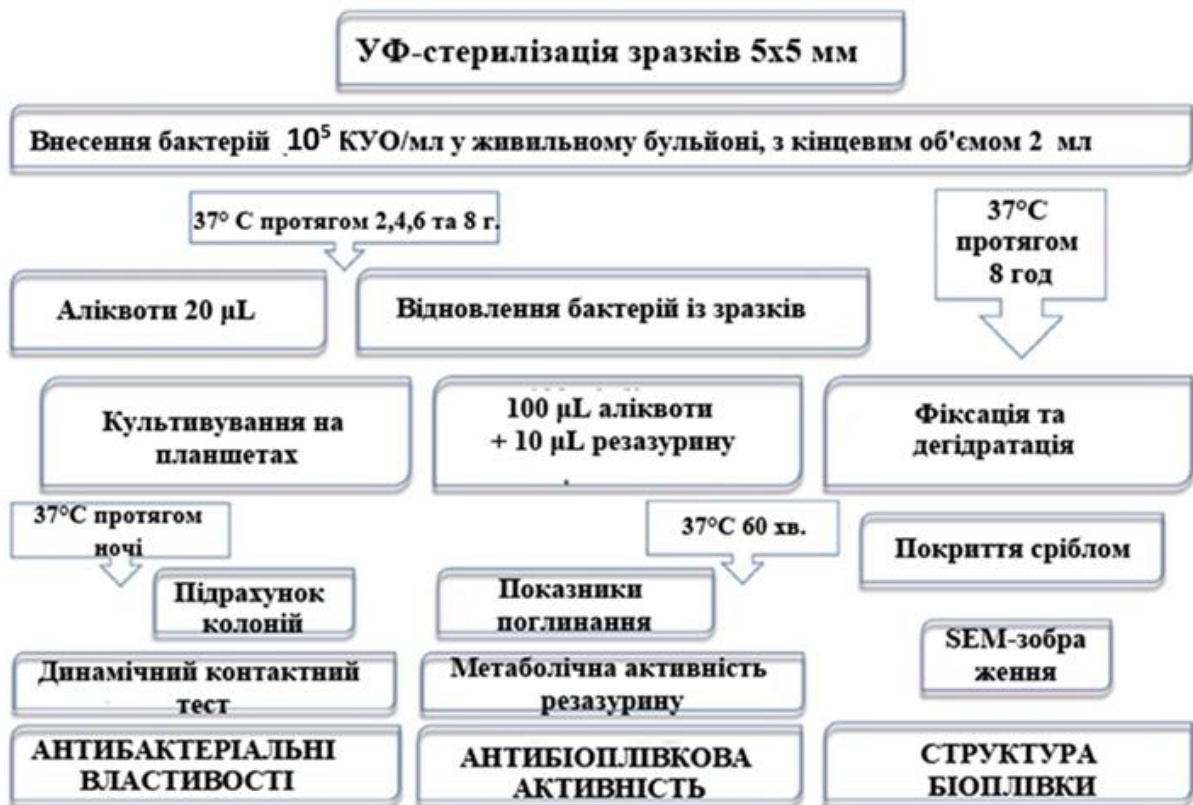 УФ-стерилізація зразків 5х5 мм
Внесення бактерій 10⁵ КУО/мл у живильному бульйоні, з кінцевим об'ємом 2 мл
37° С протягом 2,4,6 та 8 г.
37°С
протягом
8 год
Аліквоти 20 μL
Відновлення бактерій із зразків
Культивування на
планшетах
100 μL аліквоти
+ 10 μL резазурину
Фіксація та
дегідратація
37°С протягом
ночі
37°С 60 хв.
Покриття сріблом
Підрахунок
колоній
Показники
поглинання
SEM-зобра
ження
Динамічний контактний
тест
Метаболічна активність
резазурину
АНТИБАКТЕРІАЛЬНІ
ВЛАСТИВОСТІ
АНТИБІОПЛІВКОВА
АКТИВНІСТЬ
СТРУКТУРА
БІОПЛІВКИ